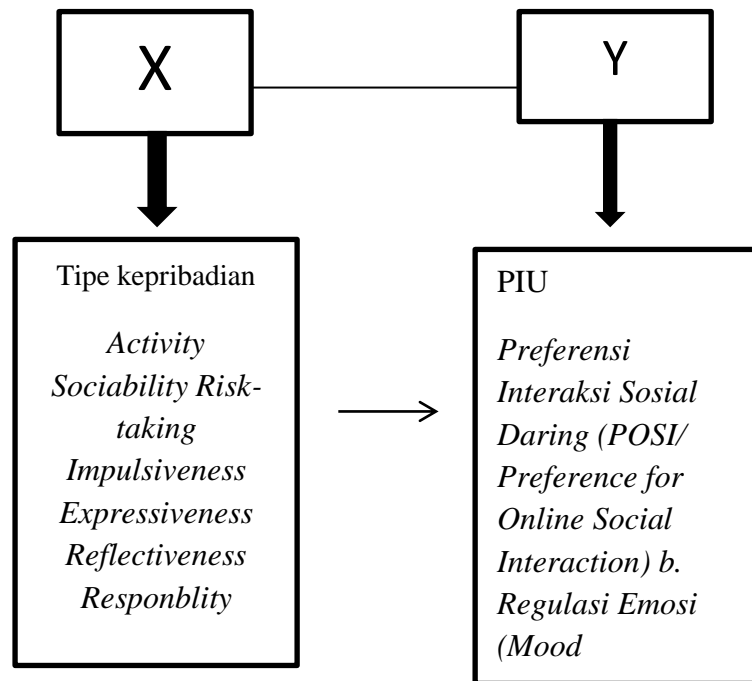 X
Y
Tipe kepribadian
Activity
Sociability Risk-
taking
Impulsiveness
Expressiveness
Reflectiveness
Responblity
PIU
Preferensi
Interaksi Sosial
Daring (POSI/
Preference for
Online Social
Interaction) b.
Regulasi Emosi
(Mood